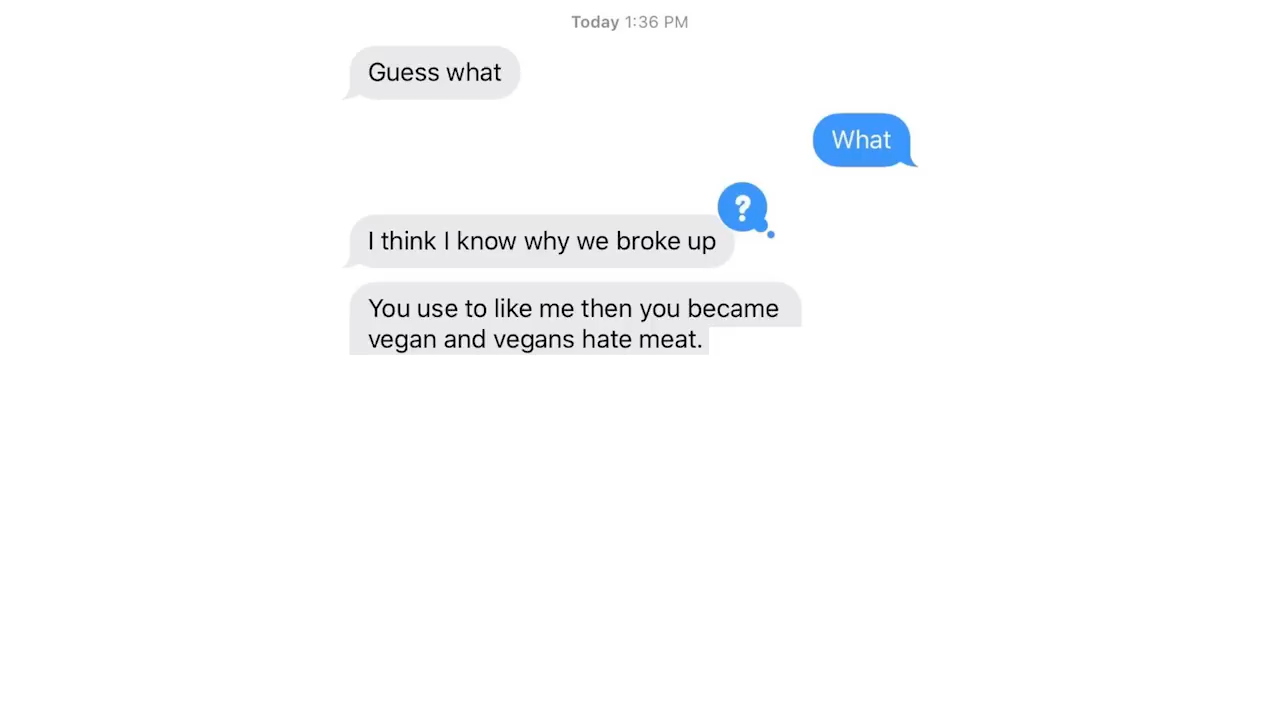 Today 1:36 PM
Guess what
What
?
I think I know why we broke up
You use to like me then you became
vegan and vegans hate meat.